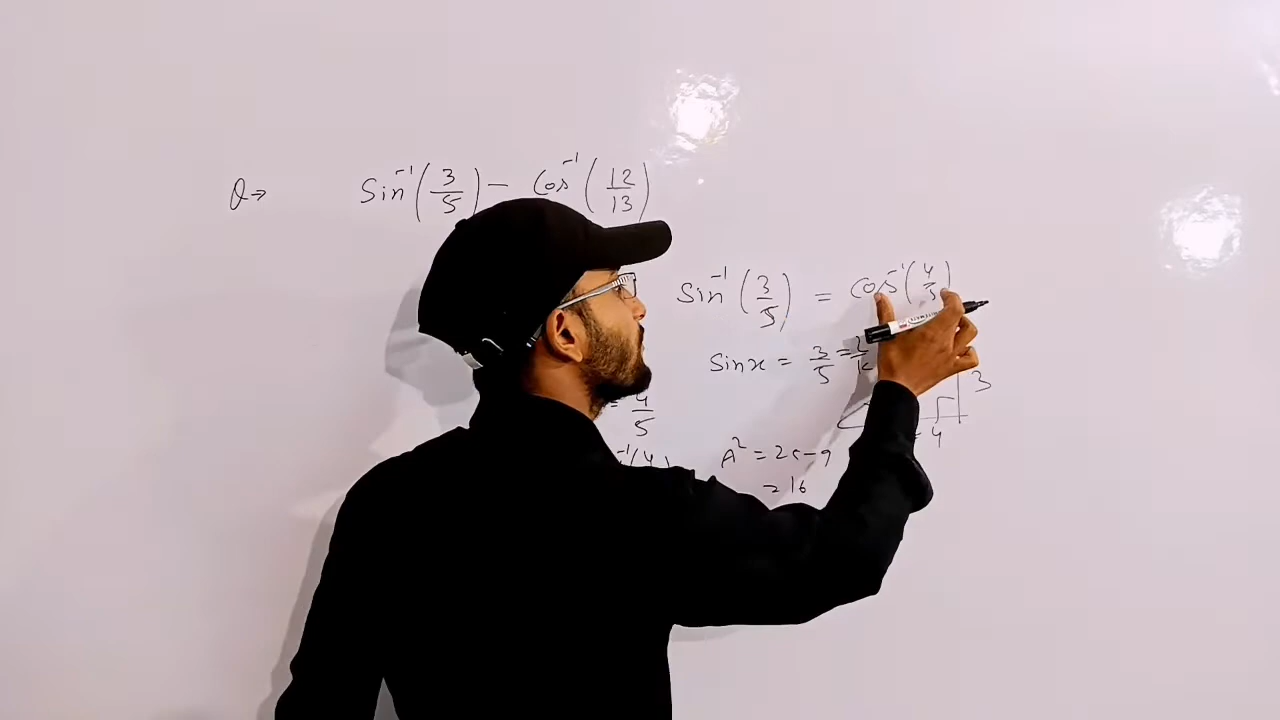 Q→ Sin⁻¹(3/5) - Cos⁻¹(12/13)
Sin⁻¹(3/5) = Cos⁻¹(4/5)
Sinx = 3/5 =
3
= 4/5
= 4
⁻¹(4
A² = 25-9
= 16